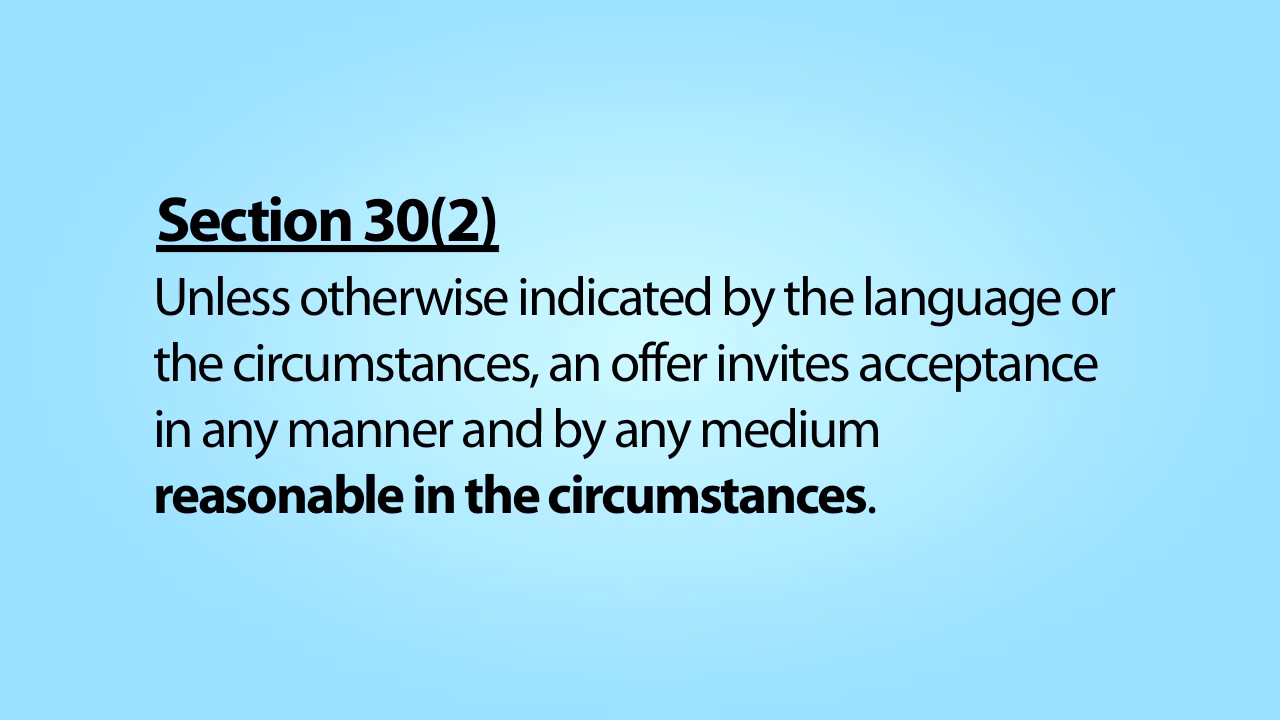 Section 30(2)
Unless otherwise indicated by the language or
the circumstances, an offer invites acceptance
in any manner and by any medium
reasonable in the circumstances.